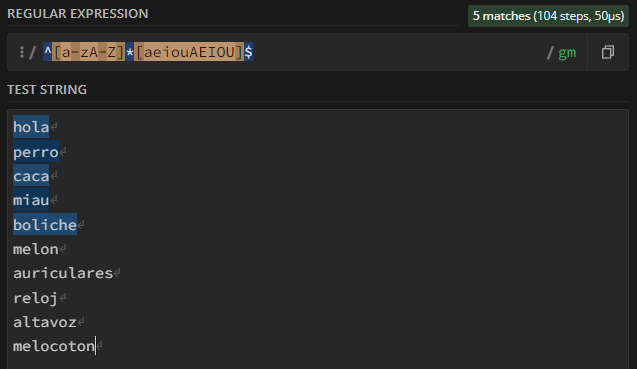 REGULAR EXPRESSION
5 matches (104 steps, 50µs)
/ ^[a-zA-Z]*[aeiouAEIOU]$ / gm
TEST STRING
hola
perro
caca
miau
boliche
melon
auriculares
reloj
altavoz
melocoton